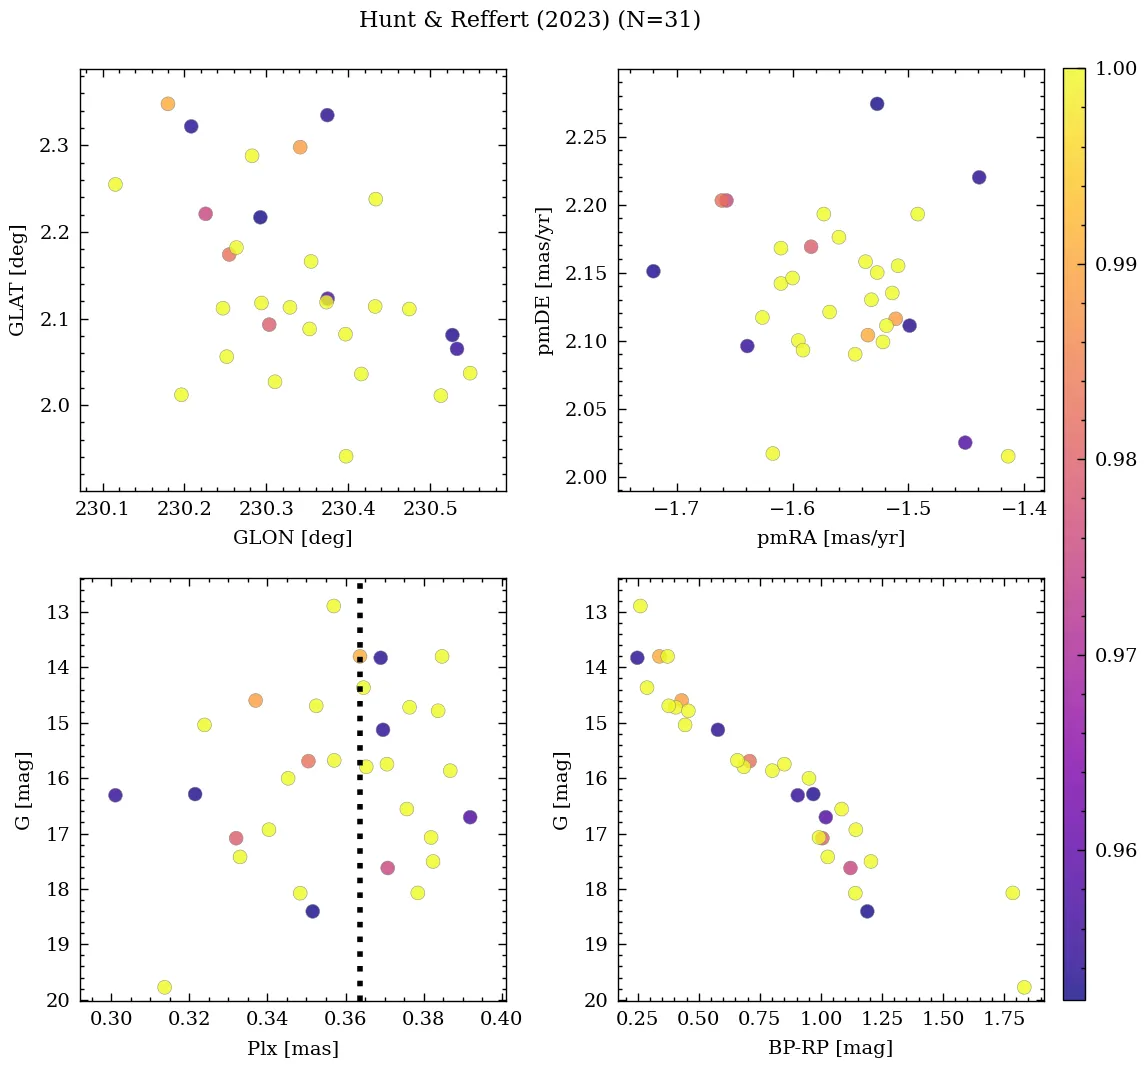 Hunt & Reffert (2023) (N=31)
GLAT [deg]
2.3
2.2
2.1
2.0
230.1 230.2 230.3 230.4 230.5
GLON [deg]
pmDE [mas/yr]
2.25
2.20
2.15
2.10
2.05
2.00
−1.7 −1.6 −1.5 −1.4
pmRA [mas/yr]
G [mag]
13
14
15
16
17
18
19
20
0.30 0.32 0.34 0.36 0.38 0.40
Plx [mas]
G [mag]
13
14
15
16
17
18
19
20
0.25 0.50 0.75 1.00 1.25 1.50 1.75
BP-RP [mag]
1.00
0.99
0.98
0.97
0.96